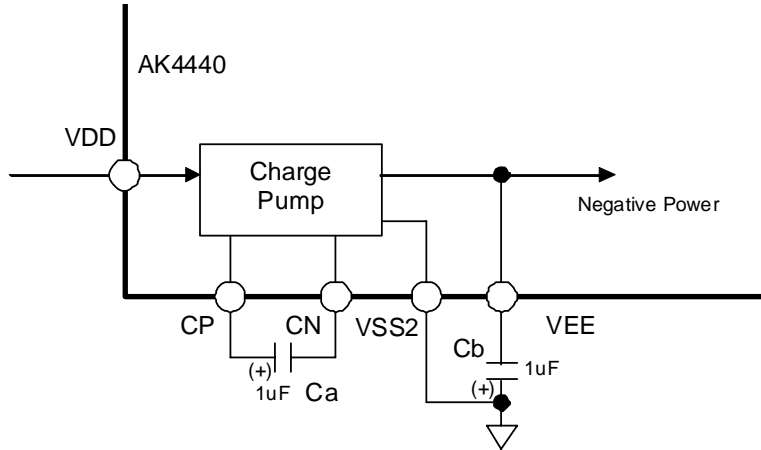 AK4440
VDD
Charge
Pump
Negative Power
CP
CN
VSS2
VEE
Cb
1uF
(+)
(+)
1uF
Ca